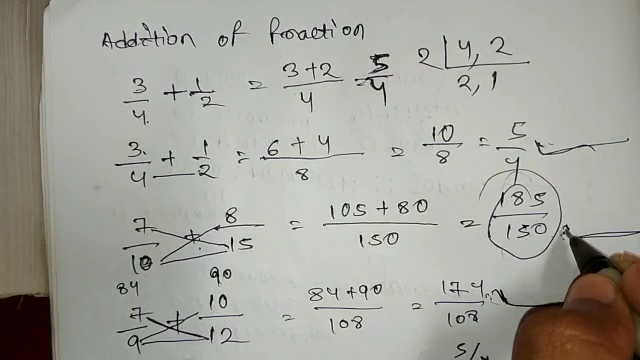 Addition of Fraction
3/4 + 1/2 = (3+2)/4 = 5/4   2 | 4, 2
2, 1
3/4 + 1/2 = (6 + 4)/8 = 10/8 = 5/4
7/10 + 8/15 = (105 + 80)/150 = 185/150
84 90
7/9 + 10/12 = (84 + 90)/108 = 174/108